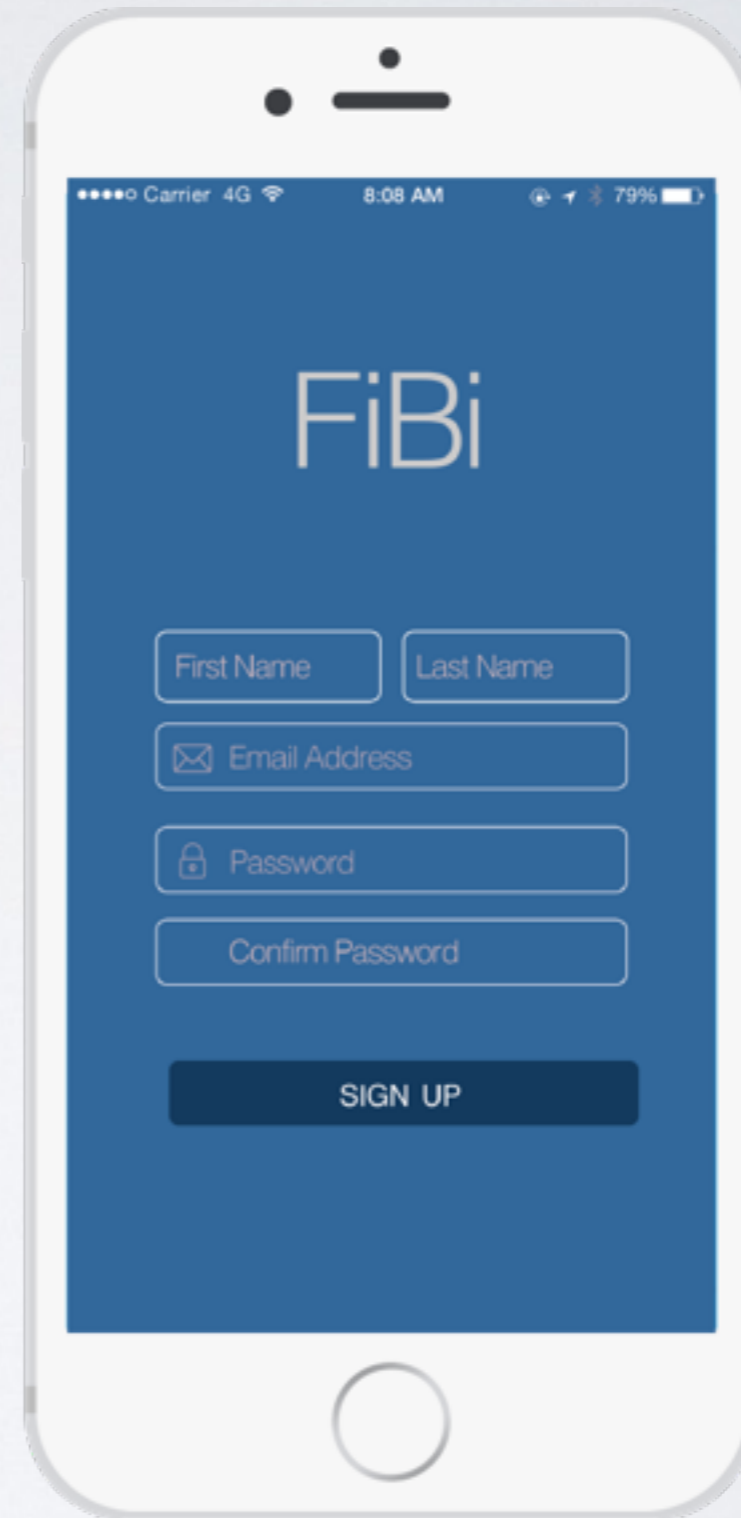 Carrier 4G 8:08 AM 79%
FiBi
First Name Last Name
Email Address
Password
Confirm Password
SIGN UP